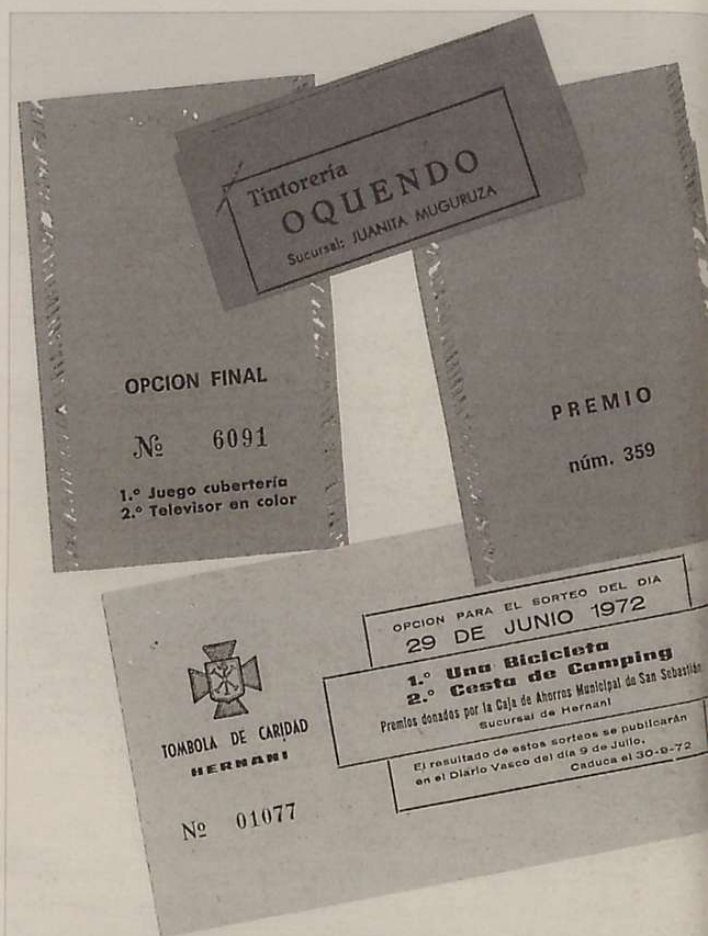 Tintorería
OQUENDO
Sucursal: JUANITA MUGURUZA
OPCION FINAL
Nº 6091
1.º Juego cubertería
2.º Televisor en color
PREMIO
núm. 359
TOMBOLA DE CARIDAD
HERNANI
Nº 01077
OPCION PARA EL SORTEO DEL DIA
29 DE JUNIO 1972
1.º Una Bicicleta
2.º Cesta de Camping
Premios donados por la Caja de Ahorros Municipal de San Sebastián
Sucursal de Hernani
El resultado de estos sorteos se publicarán
en el Diario Vasco del día 9 de Julio.
Caduca el 30-9-72